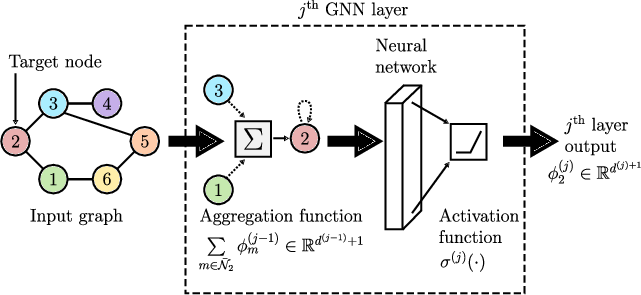 j^th GNN layer
Target node
3
4
2
5
1
6
Input graph
3
∑
2
1
Aggregation function
∑_{m∈𝒩_2} ϕ_m^{(j−1)} ∈ ℝ^{d^{(j−1)}+1}
Neural
network
Activation
function
σ^{(j)}(·)
j^th layer
output
ϕ_2^{(j)} ∈ ℝ^{d^{(j)}+1}